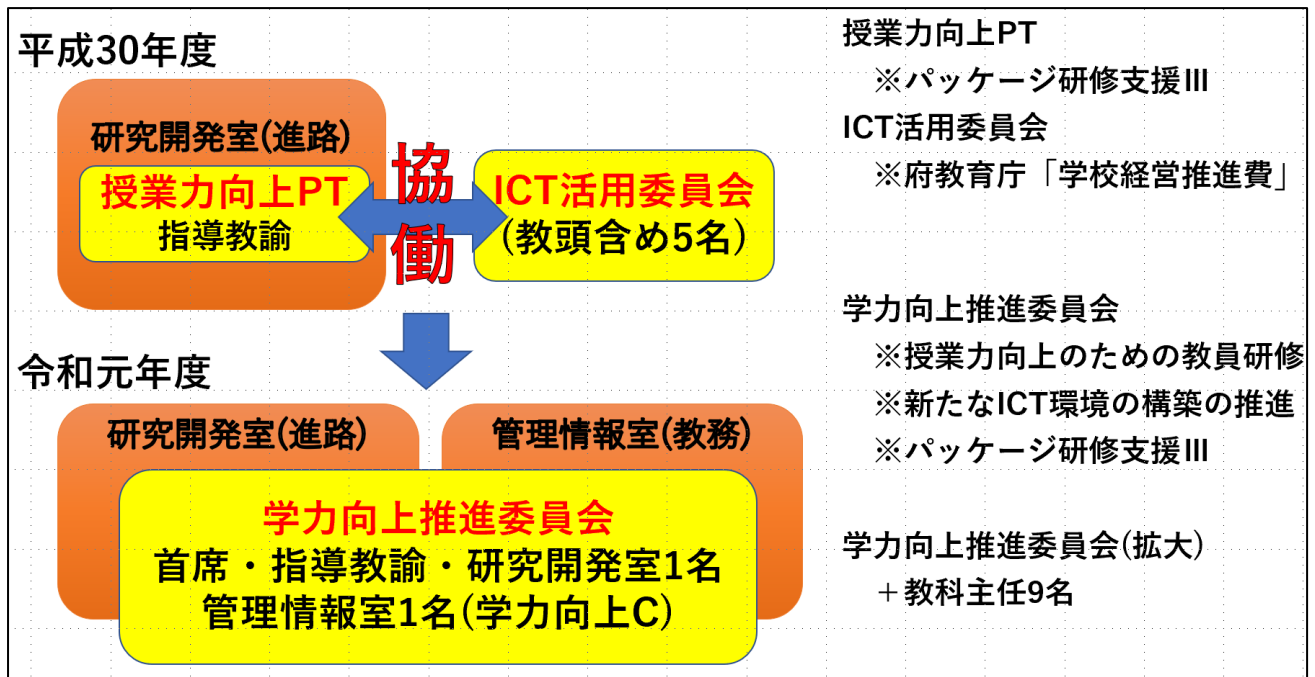 平成30年度
研究開発室(進路)
授業力向上PT
指導教諭
協
働
ICT活用委員会
(教頭含め5名)
令和元年度
研究開発室(進路)
管理情報室(教務)
学力向上推進委員会
首席・指導教諭・研究開発室1名
管理情報室1名(学力向上C)
授業力向上PT
※パッケージ研修支援Ⅲ
ICT活用委員会
※府教育庁「学校経営推進費」
学力向上推進委員会
※授業力向上のための教員研修
※新たなICT環境の構築の推進
※パッケージ研修支援Ⅲ
学力向上推進委員会(拡大)
＋教科主任9名